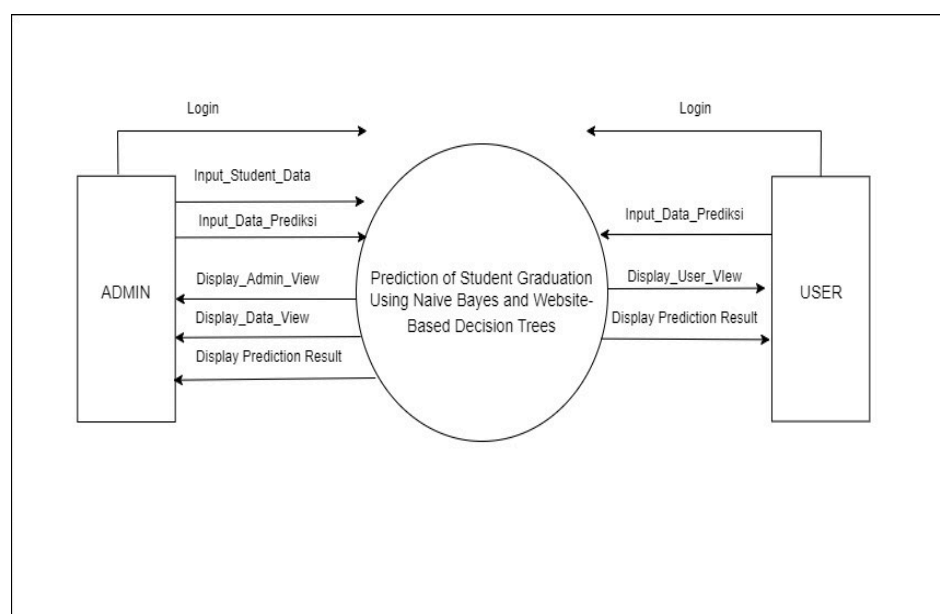 Login
Login
Input_Student_Data
Input_Data_Prediksi
Input_Data_Prediksi
ADMIN
Display_Admin_View
Display_Data_View
Display Prediction Result
Prediction of Student Graduation
Using Naive Bayes and Website-
Based Decision Trees
Display_User_VIew
Display Prediction Result
USER